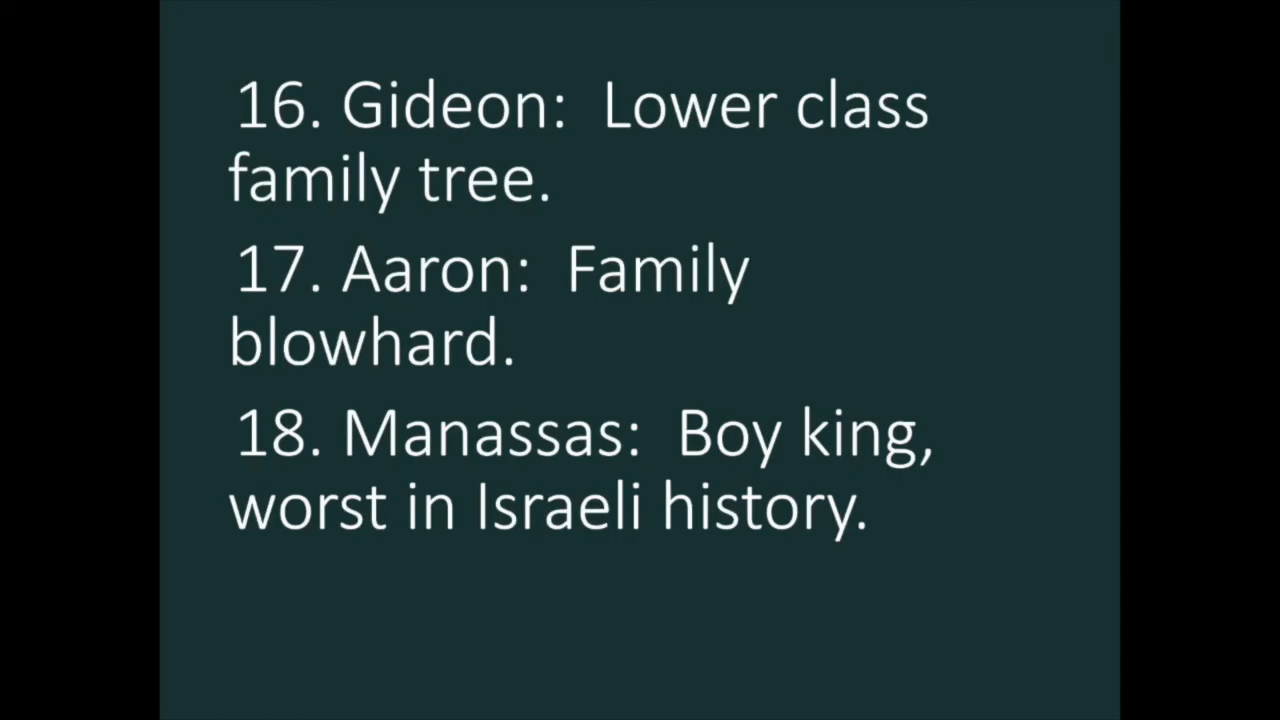 16. Gideon:  Lower class
family tree.
17. Aaron:  Family
blowhard.
18. Manassas:  Boy king,
worst in Israeli history.